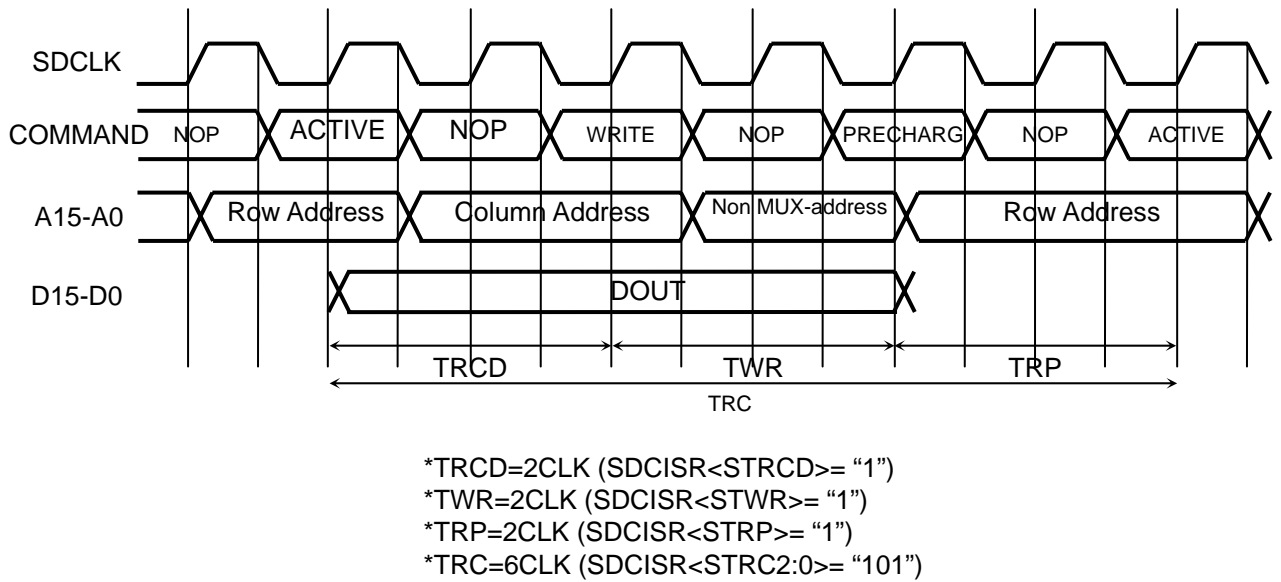 SDCLK
COMMAND NOP ACTIVE NOP WRITE NOP PRECHARG NOP ACTIVE
A15-A0 Row Address Column Address Non MUX-address Row Address
D15-D0 DOUT
TRCD TWR TRP
TRC
*TRCD=2CLK (SDCISR<STRCD>= “1”)
*TWR=2CLK (SDCISR<STWR>= “1”)
*TRP=2CLK (SDCISR<STRP>= “1”)
*TRC=6CLK (SDCISR<STRC2:0>= “101”)